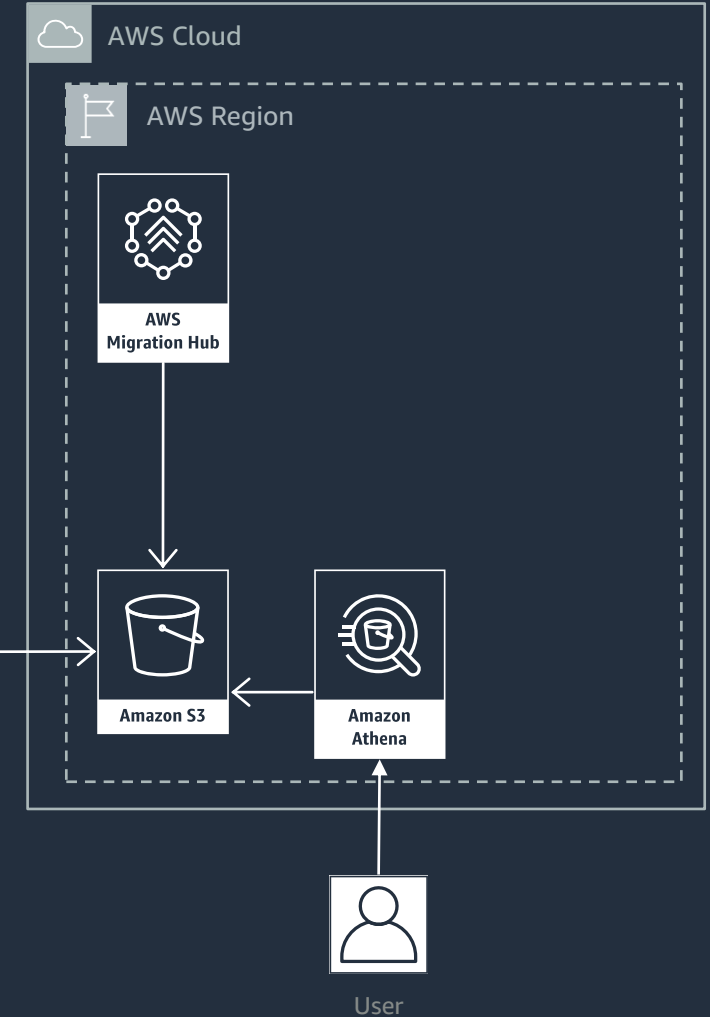 AWS Cloud
AWS Region
AWS
Migration Hub
Amazon S3
Amazon
Athena
User